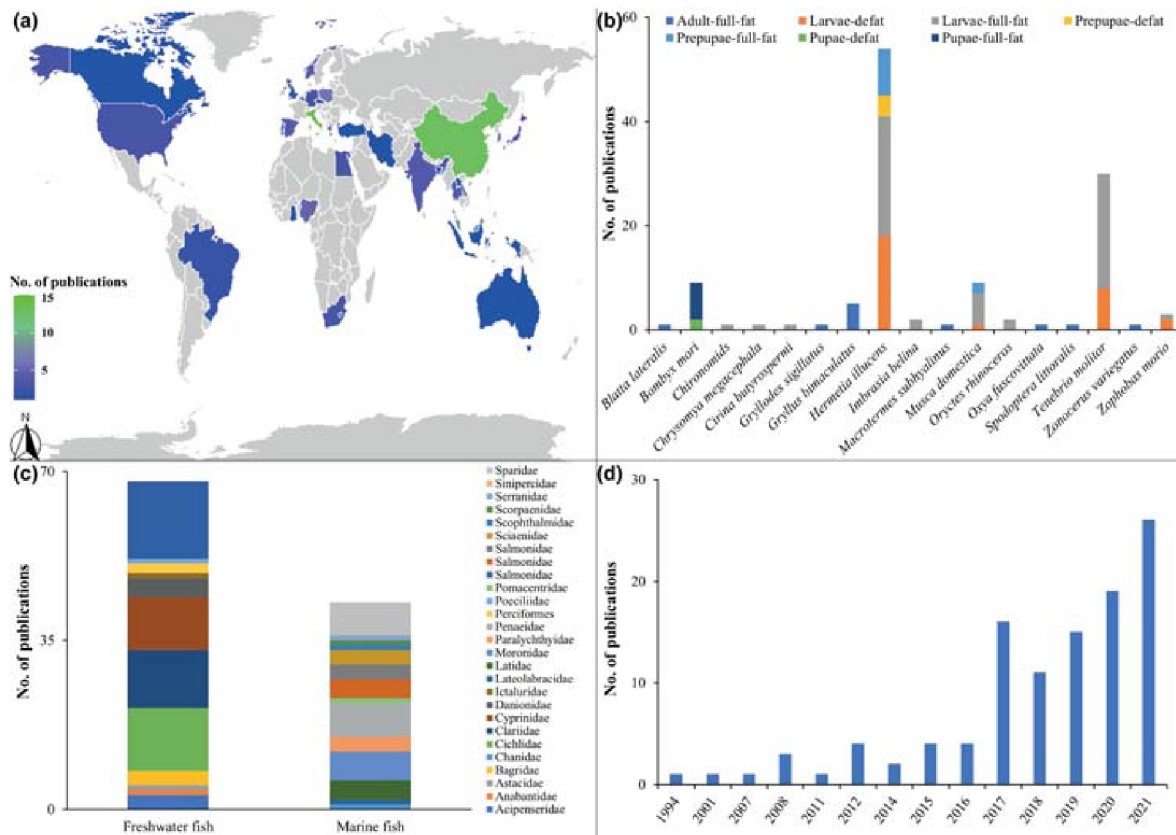 (a)
No. of publications
15
10
5
N
(b)
No. of publications
60
40
20
0
Adult-full-fat
Larvae-defat
Larvae-full-fat
Prepupae-defat
Prepupae-full-fat
Pupae-defat
Pupae-full-fat
Blatta lateralis
Bombyx mori
Chironomids
Chrysomya megacephala
Cirina butyrospermi
Gryllodes sigillatus
Gryllus bimaculatus
Hermetia illucens
Imbrasia belina
Macrotermes subhyalinus
Musca domestica
Oryctes rhinoceros
Oxya fuscovittata
Spodoptera littoralis
Tenebrio molitor
Zonocerus variegatus
Zophobas morio
(c)
No. of publications
70
35
0
Freshwater fish
Marine fish
Sparidae
Sinipercidae
Serranidae
Scorpaenidae
Scophthalmidae
Sciaenidae
Salmonidae
Salmonidae
Salmonidae
Pomacentridae
Poeciliidae
Perciformes
Penaeidae
Paralychthyidae
Moronidae
Latidae
Lateolabracidae
Ictaluridae
Danionidae
Cyprinidae
Clariidae
Cichlidae
Chanidae
Bagridae
Astacidae
Anabantidae
Acipenseridae
(d)
No. of publications
30
20
10
0
1994
2001
2007
2008
2011
2012
2014
2015
2016
2017
2018
2019
2020
2021